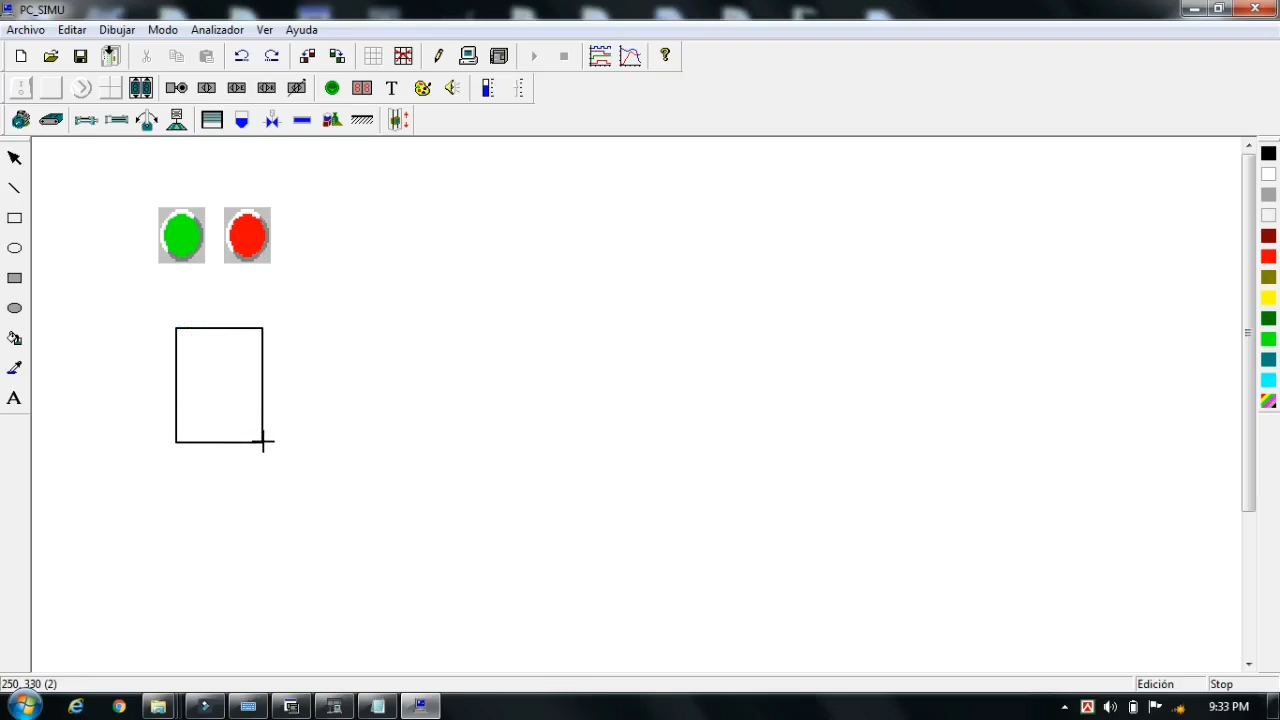 PC_SIMU
Archivo Editar Dibujar Modo Analizador Ver Ayuda
T
A
250, 330 (2)
Edición
Stop
9:33 PM